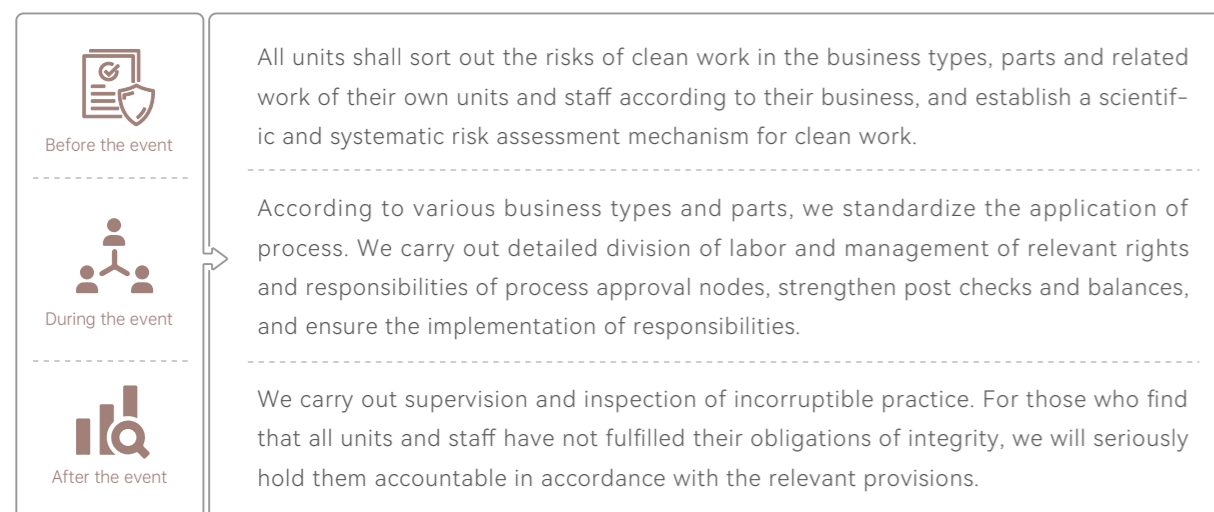 Before the event
All units shall sort out the risks of clean work in the business types, parts and related
work of their own units and staff according to their business, and establish a scientif-
ic and systematic risk assessment mechanism for clean work.
During the event
According to various business types and parts, we standardize the application of
process. We carry out detailed division of labor and management of relevant rights
and responsibilities of process approval nodes, strengthen post checks and balances,
and ensure the implementation of responsibilities.
After the event
We carry out supervision and inspection of incorruptible practice. For those who find
that all units and staff have not fulfilled their obligations of integrity, we will seriously
hold them accountable in accordance with the relevant provisions.